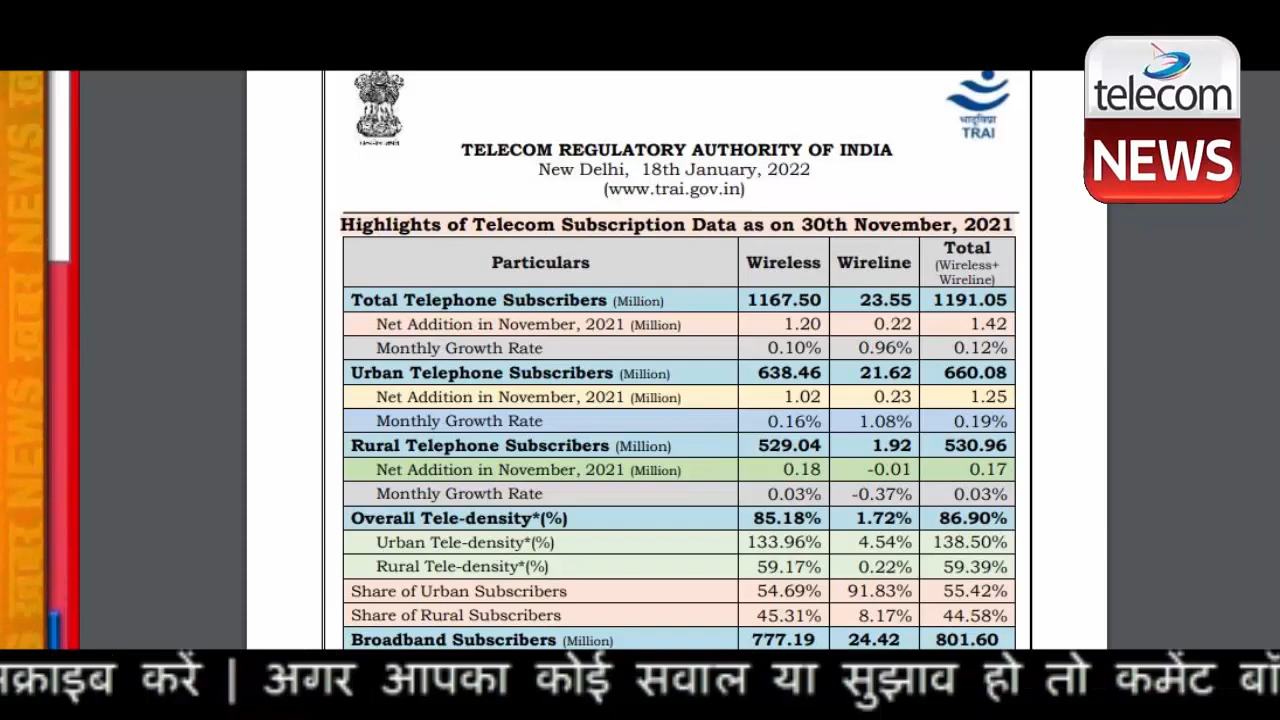 telecom
NEWS
धादूविप्रा
TRAI
TELECOM REGULATORY AUTHORITY OF INDIA
New Delhi, 18th January, 2022
(www.trai.gov.in)
Highlights of Telecom Subscription Data as on 30th November, 2021
Particulars Wireless Wireline Total (Wireless+ Wireline)
Total Telephone Subscribers (Million) 1167.50 23.55 1191.05
Net Addition in November, 2021 (Million) 1.20 0.22 1.42
Monthly Growth Rate 0.10% 0.96% 0.12%
Urban Telephone Subscribers (Million) 638.46 21.62 660.08
Net Addition in November, 2021 (Million) 1.02 0.23 1.25
Monthly Growth Rate 0.16% 1.08% 0.19%
Rural Telephone Subscribers (Million) 529.04 1.92 530.96
Net Addition in November, 2021 (Million) 0.18 -0.01 0.17
Monthly Growth Rate 0.03% -0.37% 0.03%
Overall Tele-density*(%) 85.18% 1.72% 86.90%
Urban Tele-density*(%) 133.96% 4.54% 138.50%
Rural Tele-density*(%) 59.17% 0.22% 59.39%
Share of Urban Subscribers 54.69% 91.83% 55.42%
Share of Rural Subscribers 45.31% 8.17% 44.58%
Broadband Subscribers (Million) 777.19 24.42 801.60
करें | अगर आपका कोई सवाल या सुझाव हो तो कमेंट